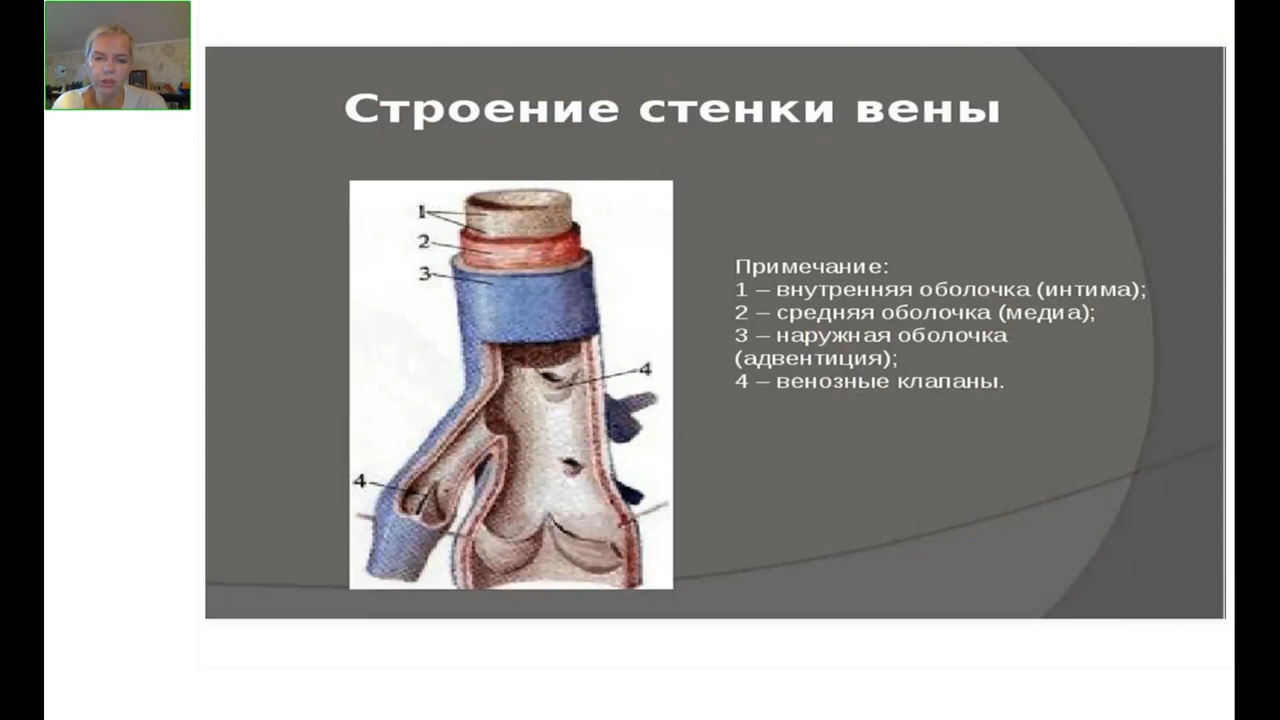 Строение стенки вены
1
2
3
4
4
Примечание:
1 – внутренняя оболочка (интима);
2 – средняя оболочка (медиа);
3 – наружная оболочка
(адвентиция);
4 – венозные клапаны.